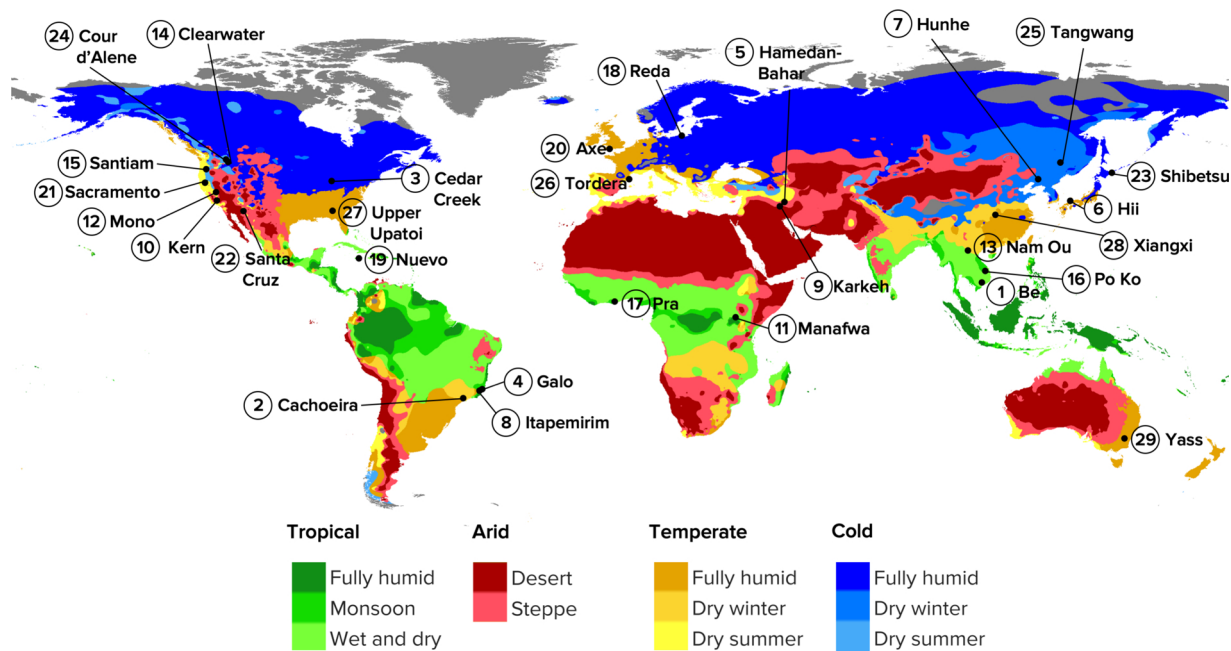 24 Cour
d'Alene
14 Clearwater
5 Hamedan-
Bahar
7 Hunhe
25 Tangwang
18 Reda
15 Santiam
20 Axe
21 Sacramento
3 Cedar
Creek
26 Tordera
23 Shibetsu
12 Mono
27 Upper
Upatoi
6 Hii
10 Kern
22 Santa
Cruz
19 Nuevo
13 Nam Ou
28 Xiangxi
9 Karkeh
16 Po Ko
17 Pra
1 Be
11 Manafwa
4 Galo
2 Cachoeira
8 Itapemirim
29 Yass
Tropical
Fully humid
Monsoon
Wet and dry
Arid
Desert
Steppe
Temperate
Fully humid
Dry winter
Dry summer
Cold
Fully humid
Dry winter
Dry summer